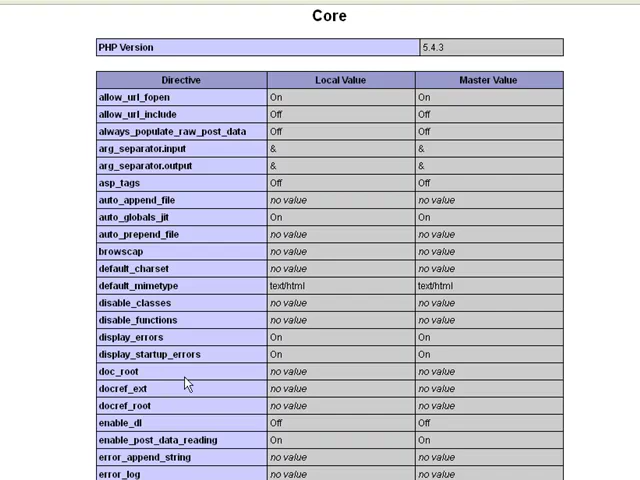 Core
PHP Version 5.4.3
Directive Local Value Master Value
allow_url_fopen On On
allow_url_include Off Off
always_populate_raw_post_data Off Off
arg_separator.input & &
arg_separator.output & &
asp_tags Off Off
auto_append_file no value no value
auto_globals_jit On On
auto_prepend_file no value no value
browscap no value no value
default_charset no value no value
default_mimetype text/html text/html
disable_classes no value no value
disable_functions no value no value
display_errors On On
display_startup_errors On On
doc_root no value no value
docref_ext no value no value
docref_root no value no value
enable_dl Off Off
enable_post_data_reading On On
error_append_string no value no value
error_log no value no value